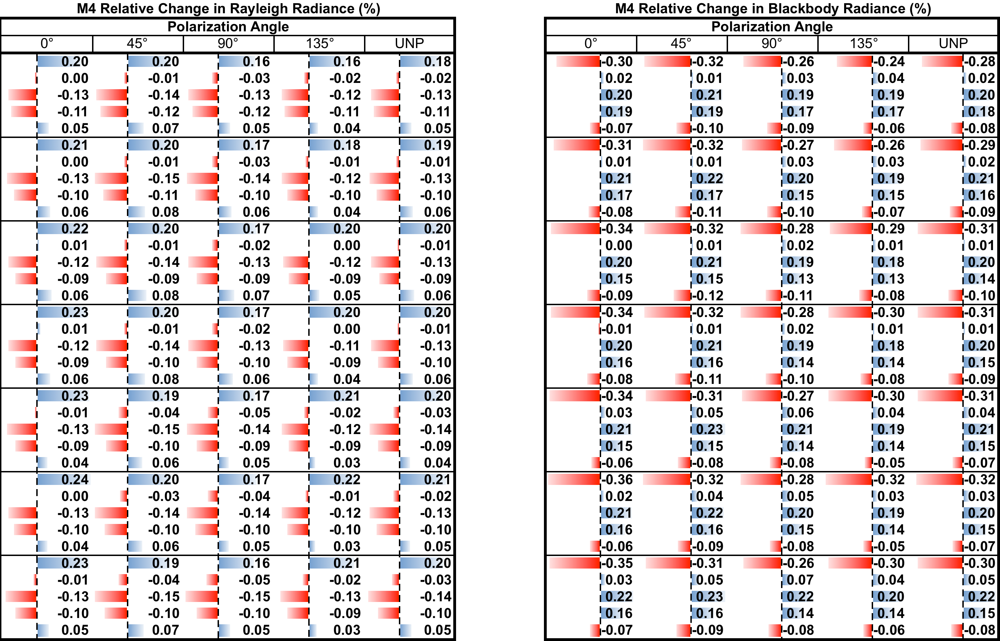 M4 Relative Change in Rayleigh Radiance (%)
Polarization Angle
0° 45° 90° 135° UNP
0.20 0.20 0.16 0.16 0.18
0.00 -0.01 -0.03 -0.02 -0.02
-0.13 -0.14 -0.13 -0.12 -0.13
-0.11 -0.12 -0.12 -0.11 -0.11
0.05 0.07 0.05 0.04 0.05
0.21 0.20 0.17 0.18 0.19
0.00 -0.01 -0.03 -0.01 -0.01
-0.13 -0.15 -0.14 -0.12 -0.13
-0.10 -0.11 -0.10 -0.10 -0.10
0.06 0.08 0.06 0.04 0.06
0.22 0.20 0.17 0.20 0.20
0.01 -0.01 -0.02 0.00 -0.01
-0.12 -0.14 -0.13 -0.12 -0.13
-0.09 -0.09 -0.09 -0.09 -0.09
0.06 0.08 0.07 0.05 0.06
0.23 0.20 0.17 0.20 0.20
0.01 -0.01 -0.02 0.00 -0.01
-0.12 -0.14 -0.13 -0.11 -0.13
-0.09 -0.10 -0.10 -0.09 -0.10
0.06 0.08 0.06 0.04 0.06
0.23 0.19 0.17 0.21 0.20
-0.01 -0.04 -0.05 -0.02 -0.03
-0.13 -0.15 -0.14 -0.12 -0.14
-0.09 -0.10 -0.09 -0.09 -0.09
0.04 0.06 0.05 0.03 0.04
0.24 0.20 0.17 0.22 0.21
0.00 -0.03 -0.04 -0.01 -0.02
-0.13 -0.14 -0.14 -0.12 -0.13
-0.10 -0.10 -0.10 -0.10 -0.10
0.04 0.06 0.05 0.03 0.05
0.23 0.19 0.16 0.21 0.20
-0.01 -0.04 -0.05 -0.02 -0.03
-0.13 -0.15 -0.15 -0.13 -0.14
-0.10 -0.10 -0.10 -0.09 -0.10
0.05 0.07 0.05 0.03 0.05
M4 Relative Change in Blackbody Radiance (%)
Polarization Angle
0° 45° 90° 135° UNP
-0.30 -0.32 -0.26 -0.24 -0.28
0.02 0.01 0.03 0.04 0.02
0.20 0.21 0.19 0.19 0.20
0.19 0.19 0.17 0.17 0.18
-0.07 -0.10 -0.09 -0.06 -0.08
-0.31 -0.32 -0.27 -0.26 -0.29
0.01 0.01 0.03 0.03 0.02
0.21 0.22 0.20 0.19 0.21
0.17 0.17 0.15 0.15 0.16
-0.08 -0.11 -0.10 -0.07 -0.09
-0.34 -0.32 -0.28 -0.29 -0.31
0.00 0.01 0.02 0.01 0.01
0.20 0.21 0.19 0.18 0.20
0.15 0.15 0.13 0.13 0.14
-0.09 -0.12 -0.11 -0.08 -0.10
-0.34 -0.32 -0.28 -0.30 -0.31
-0.01 0.01 0.02 0.01 0.01
0.20 0.21 0.19 0.18 0.20
0.16 0.16 0.14 0.14 0.15
-0.08 -0.11 -0.10 -0.08 -0.09
-0.34 -0.31 -0.27 -0.30 -0.31
0.03 0.05 0.06 0.04 0.04
0.21 0.23 0.21 0.19 0.21
0.15 0.15 0.14 0.14 0.15
-0.06 -0.08 -0.08 -0.05 -0.07
-0.36 -0.32 -0.28 -0.32 -0.32
0.02 0.04 0.05 0.03 0.03
0.21 0.22 0.20 0.19 0.20
0.16 0.16 0.15 0.14 0.15
-0.06 -0.09 -0.08 -0.05 -0.07
-0.35 -0.31 -0.26 -0.30 -0.30
0.03 0.05 0.07 0.04 0.05
0.22 0.23 0.22 0.20 0.22
0.16 0.16 0.14 0.14 0.15
-0.07 -0.09 -0.08 -0.06 -0.08